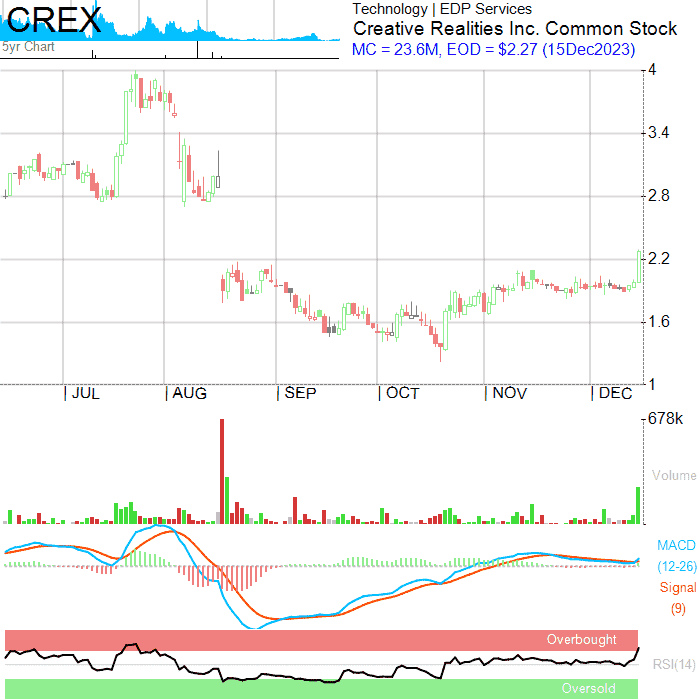 CREX
5yr Chart
Technology | EDP Services
Creative Realities Inc. Common Stock
MC = 23.6M, EOD = $2.27 (15Dec2023)
4
3.4
2.8
2.2
1.6
1
JUL AUG SEP OCT NOV DEC
678k
Volume
MACD
(12-26)
Signal
(9)
Overbought
RSI(14)
Oversold